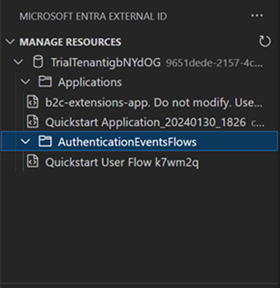 MICROSOFT ENTRA EXTERNAL ID
MANAGE RESOURCES
TrialTenantigbNYdOG 9651dede-2157-4c...
Applications
b2c-extensions-app. Do not modify. Use...
Quickstart Application_20240130_1826 c...
AuthenticationEventsFlows
Quickstart User Flow k7wm2q